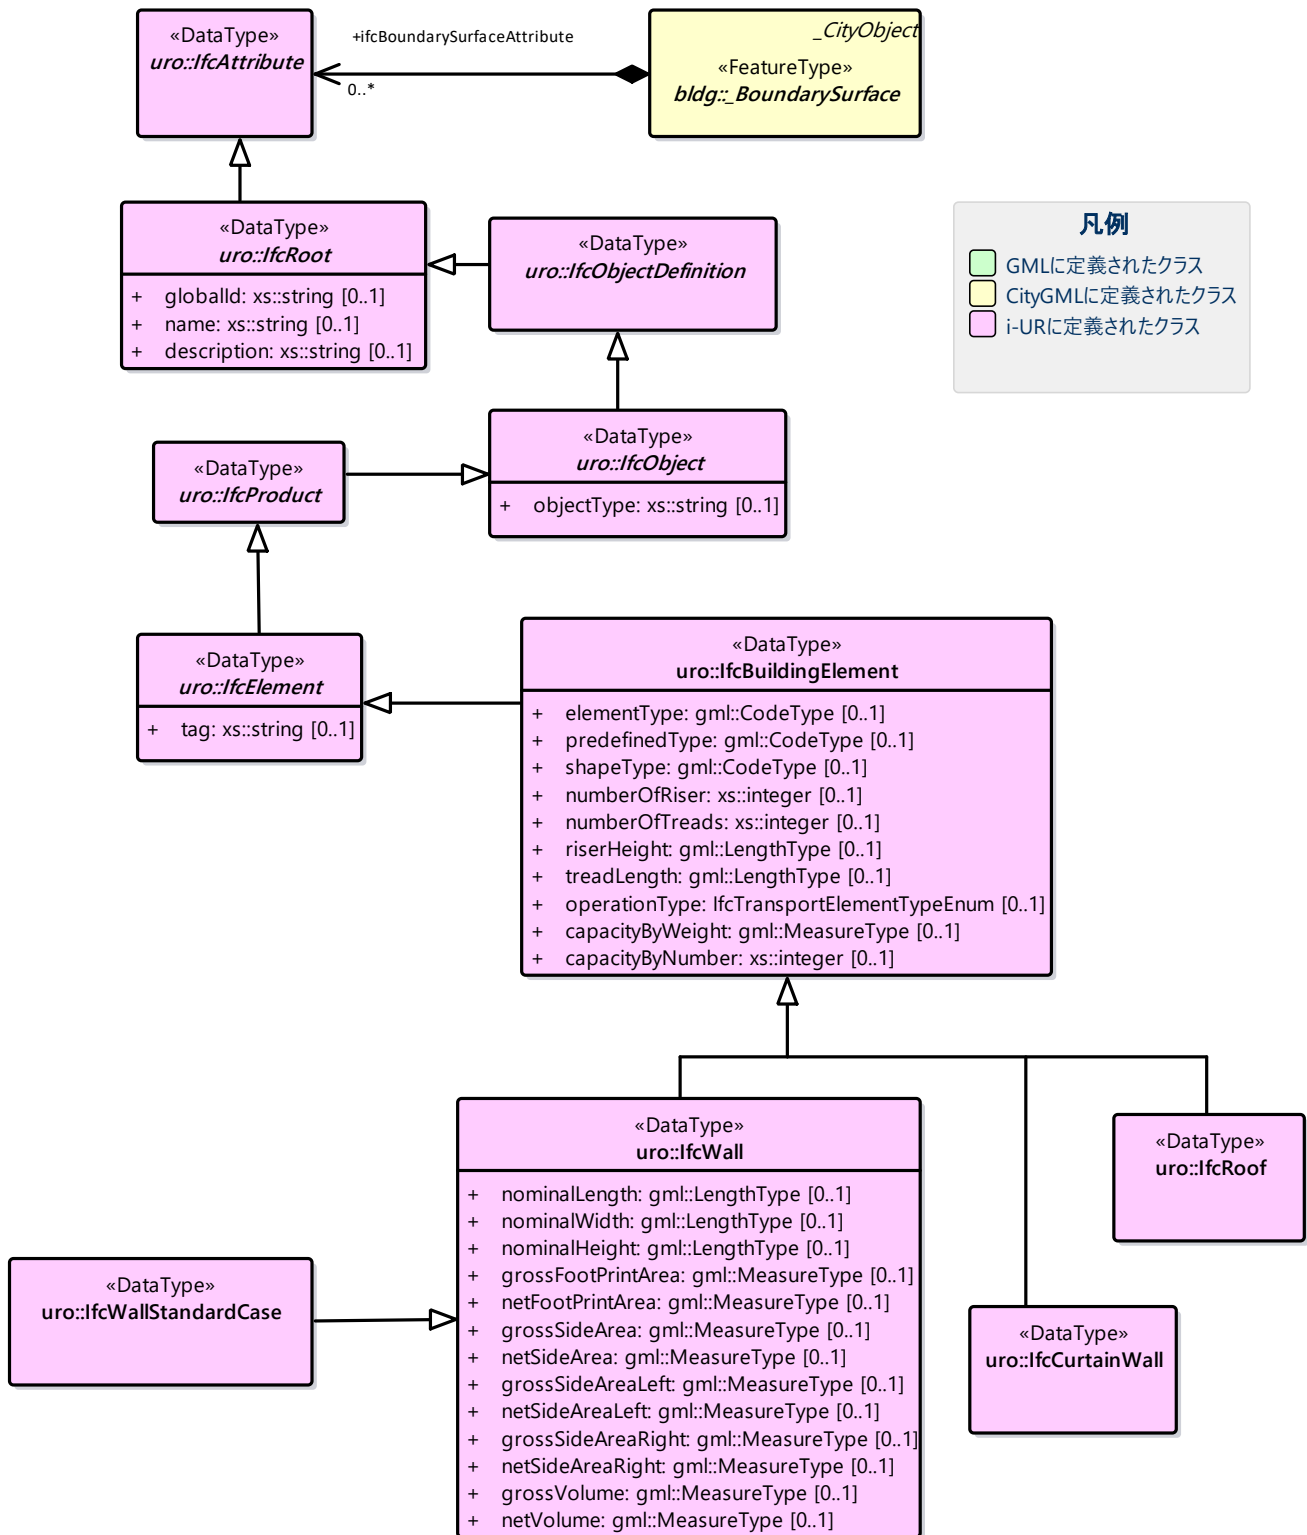 «DataType»
uro::IfcAttribute
+ifcBoundarySurfaceAttribute
0..*
_CityObject
«FeatureType»
bldg::_BoundarySurface
«DataType»
uro::IfcRoot
+ globalId: xs::string [0..1]
+ name: xs::string [0..1]
+ description: xs::string [0..1]
«DataType»
uro::IfcObjectDefinition
凡例
GMLに定義されたクラス
CityGMLに定義されたクラス
i-URに定義されたクラス
«DataType»
uro::IfcProduct
«DataType»
uro::IfcObject
+ objectType: xs::string [0..1]
«DataType»
uro::IfcElement
+ tag: xs::string [0..1]
«DataType»
uro::IfcBuildingElement
+ elementType: gml::CodeType [0..1]
+ predefinedType: gml::CodeType [0..1]
+ shapeType: gml::CodeType [0..1]
+ numberOfRiser: xs::integer [0..1]
+ numberOfTreads: xs::integer [0..1]
+ riserHeight: gml::LengthType [0..1]
+ treadLength: gml::LengthType [0..1]
+ operationType: IfcTransportElementTypeEnum [0..1]
+ capacityByWeight: gml::MeasureType [0..1]
+ capacityByNumber: xs::integer [0..1]
«DataType»
uro::IfcWall
+ nominalLength: gml::LengthType [0..1]
+ nominalWidth: gml::LengthType [0..1]
+ nominalHeight: gml::LengthType [0..1]
+ grossFootPrintArea: gml::MeasureType [0..1]
+ netFootPrintArea: gml::MeasureType [0..1]
+ grossSideArea: gml::MeasureType [0..1]
+ netSideArea: gml::MeasureType [0..1]
+ grossSideAreaLeft: gml::MeasureType [0..1]
+ netSideAreaLeft: gml::MeasureType [0..1]
+ grossSideAreaRight: gml::MeasureType [0..1]
+ netSideAreaRight: gml::MeasureType [0..1]
+ grossVolume: gml::MeasureType [0..1]
+ netVolume: gml::MeasureType [0..1]
«DataType»
uro::IfcRoof
«DataType»
uro::IfcWallStandardCase
«DataType»
uro::IfcCurtainWall